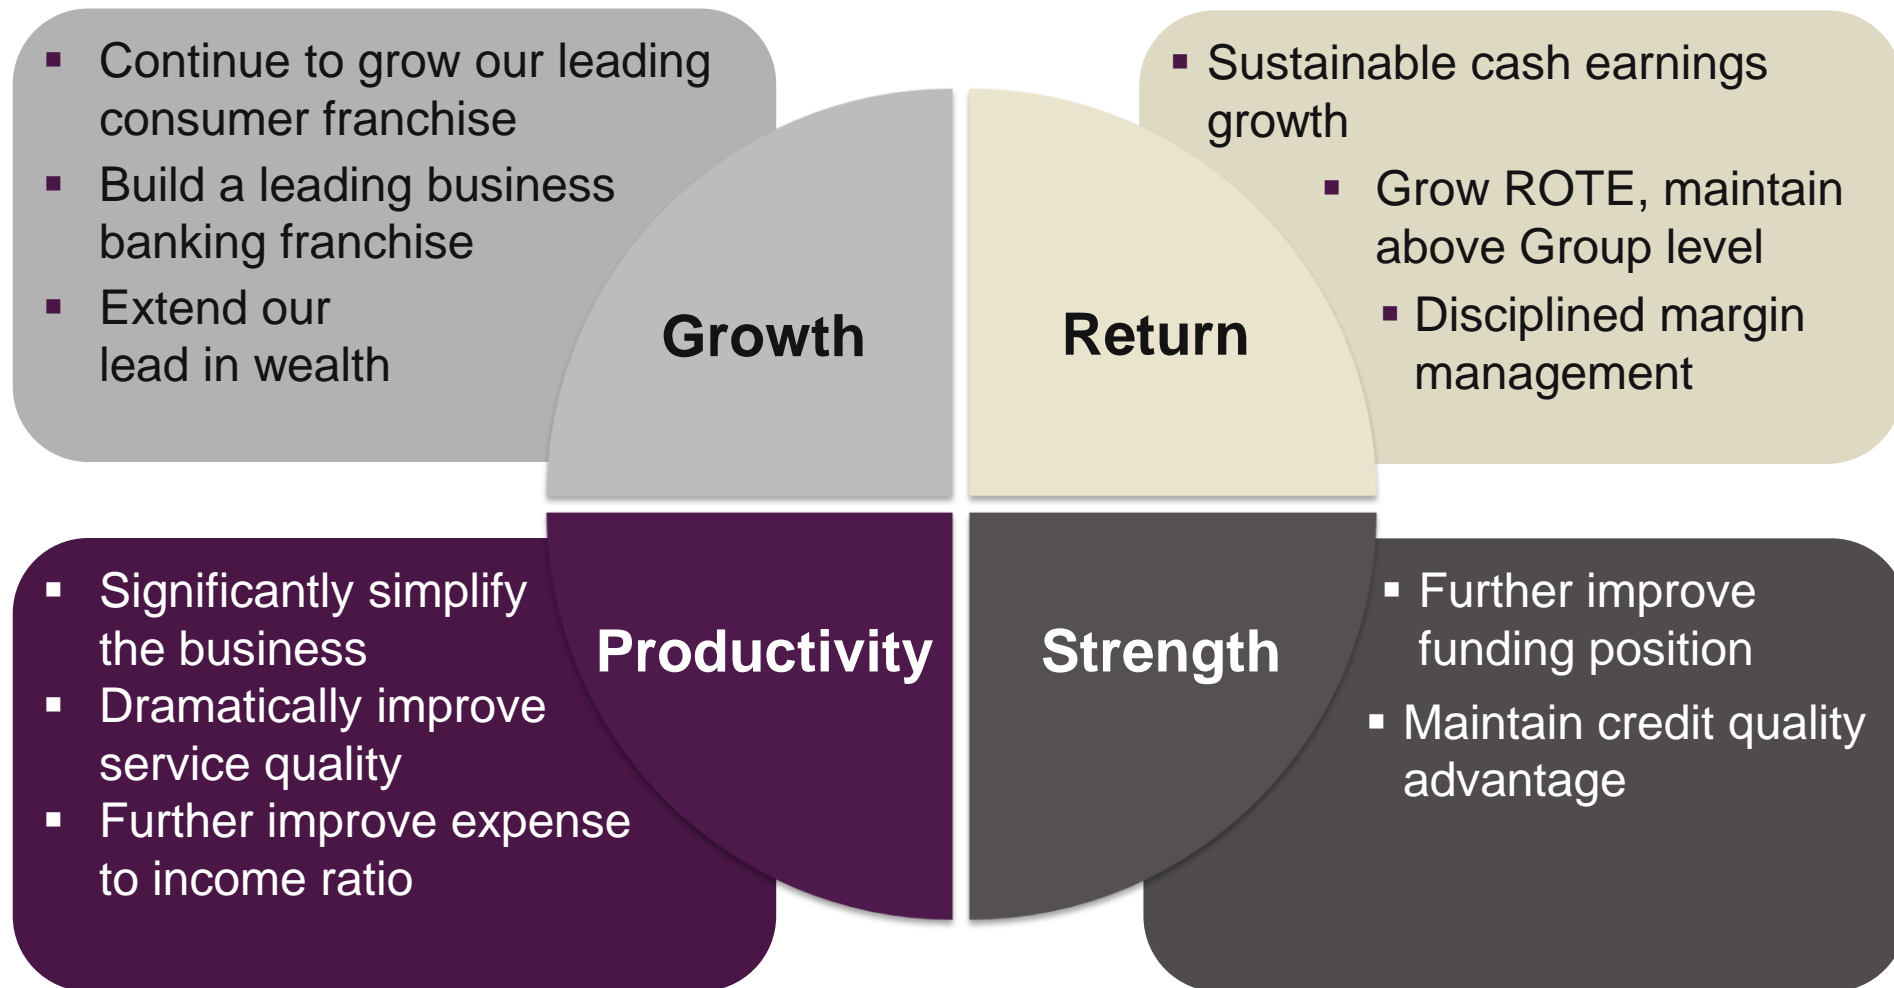 ▪ Continue to grow our leading
consumer franchise
▪ Build a leading business
banking franchise
▪ Extend our
lead in wealth
Growth
▪ Sustainable cash earnings
growth
▪ Grow ROTE, maintain
above Group level
▪ Disciplined margin
management
Return
▪ Significantly simplify
the business
▪ Dramatically improve
service quality
▪ Further improve expense
to income ratio
Productivity
▪ Further improve
funding position
▪ Maintain credit quality
advantage
Strength